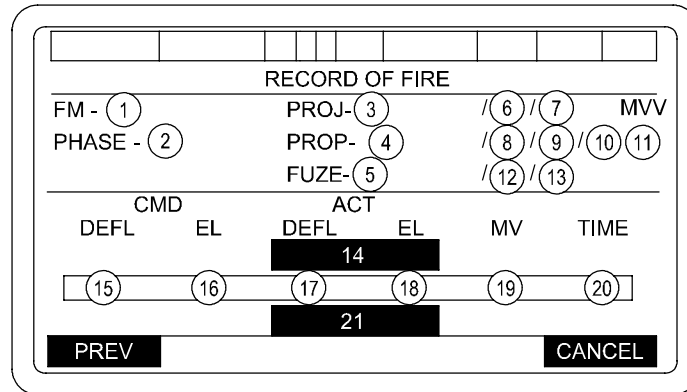 RECORD OF FIRE
FM - 1 PROJ- 3 / 6 / 7 MVV
PHASE - 2 PROP- 4 / 8 / 9 / 10 11
FUZE- 5 / 12 / 13
CMD ACT
DEFL EL DEFL EL MV TIME
14
15 16 17 18 19 20
21
PREV CANCEL